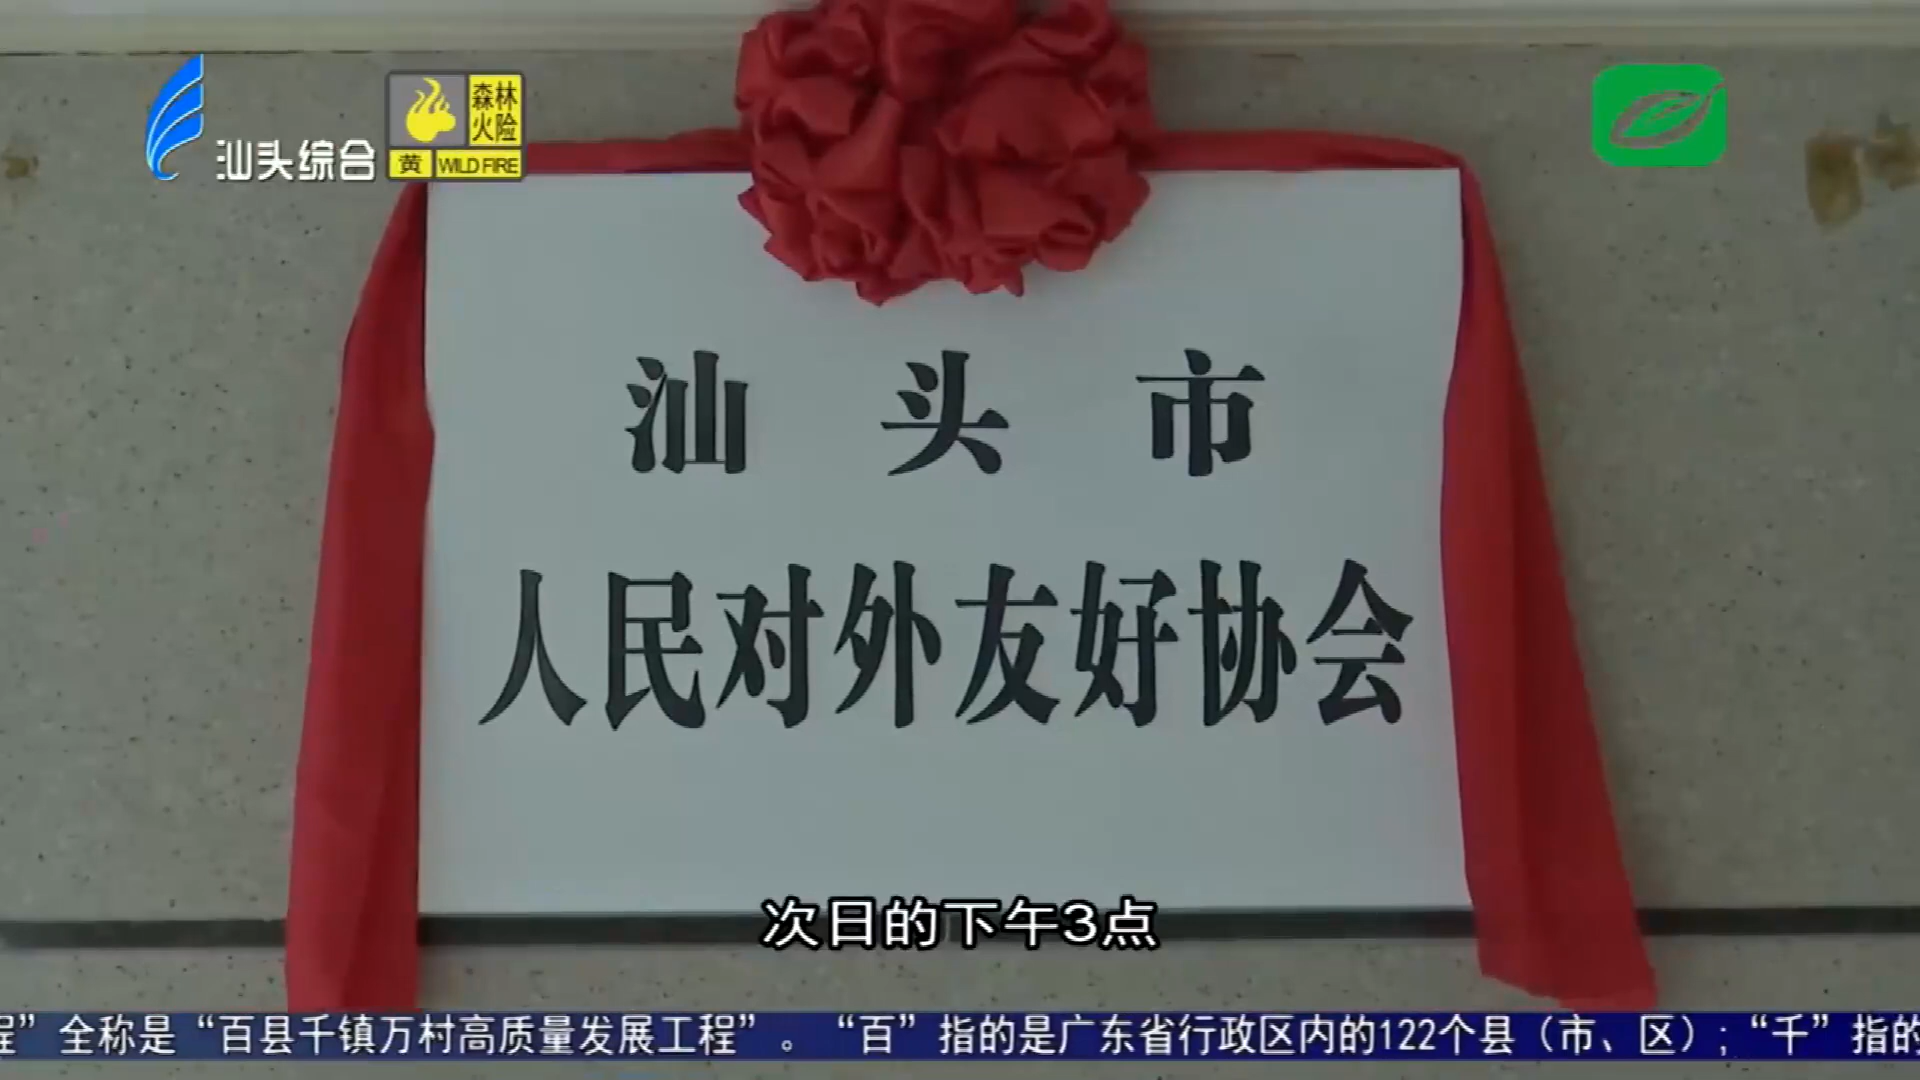 汕头综合
森林
火险
黄 WILD FIRE
汕头市
人民对外友好协会
次日的下午3点
程”全称是“百县千镇万村高质量发展工程”。“百”指的是广东省行政区内的122个县（市、区）；“千”指的